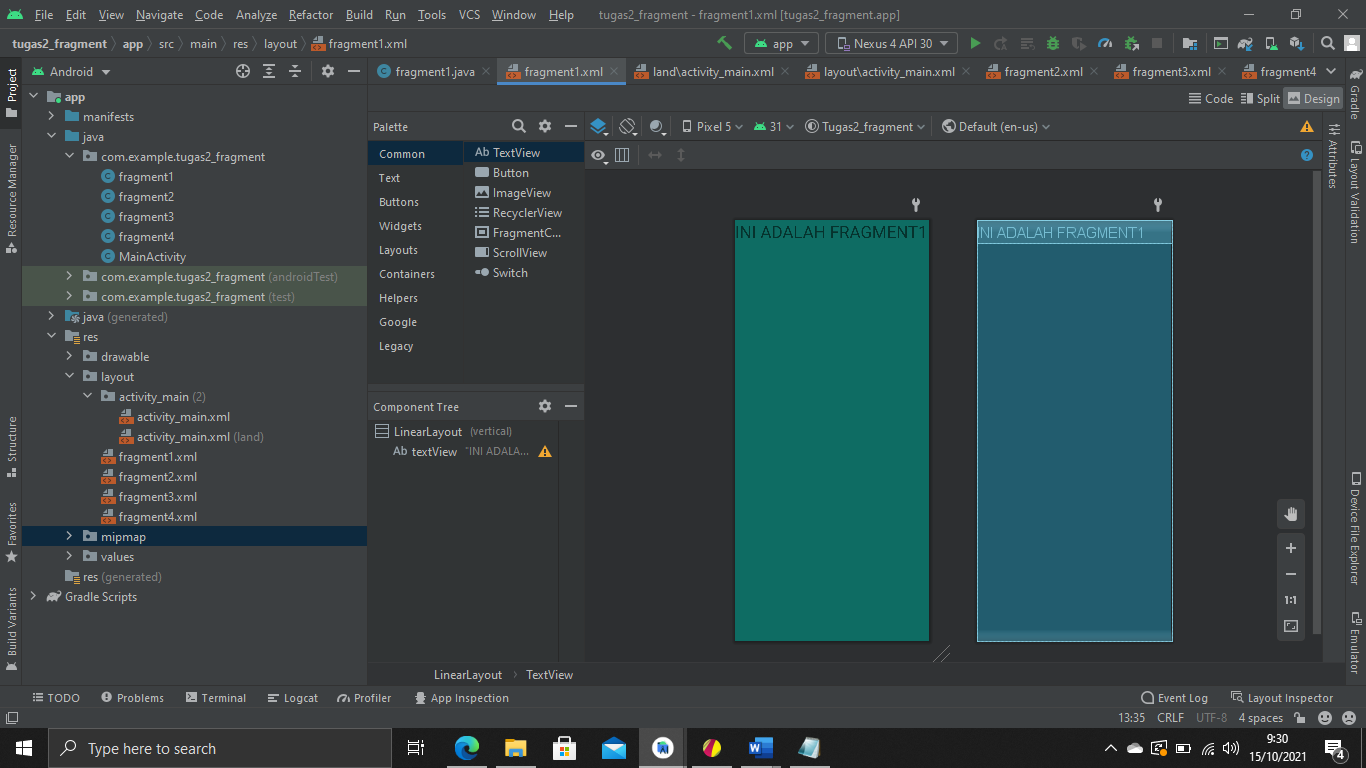 File Edit View Navigate Code Analyze Refactor Build Run Tools VCS Window Help tugas2_fragment - fragment1.xml [tugas2_fragment.app]
tugas2_fragment app src main res layout fragment1.xml app Nexus 4 API 30
Project
Resource Manager
Structure
Favorites
Build Variants
Android
app
manifests
java
com.example.tugas2_fragment
fragment1
fragment2
fragment3
fragment4
MainActivity
com.example.tugas2_fragment (androidTest)
com.example.tugas2_fragment (test)
java (generated)
res
drawable
layout
activity_main (2)
activity_main.xml
activity_main.xml (land)
fragment1.xml
fragment2.xml
fragment3.xml
fragment4.xml
mipmap
values
res (generated)
Gradle Scripts
fragment1.java fragment1.xml land\activity_main.xml layout\activity_main.xml fragment2.xml fragment3.xml fragment4
Code Split Design
Palette
Common
Text
Buttons
Widgets
Layouts
Containers
Helpers
Google
Legacy
Ab TextView
Button
ImageView
RecyclerView
FragmentC...
ScrollView
Switch
Component Tree
LinearLayout (vertical)
Ab textView "INI ADALA...
Pixel 5 31 Tugas2_fragment Default (en-us)
INI ADALAH FRAGMENT1
INI ADALAH FRAGMENT1
1:1
Gradle
Attributes
Layout Validation
Device File Explorer
Emulator
LinearLayout TextView
TODO Problems Terminal Logcat Profiler App Inspection Event Log Layout Inspector
13:35 CRLF UTF-8 4 spaces
Type here to search
9:30
15/10/2021
4